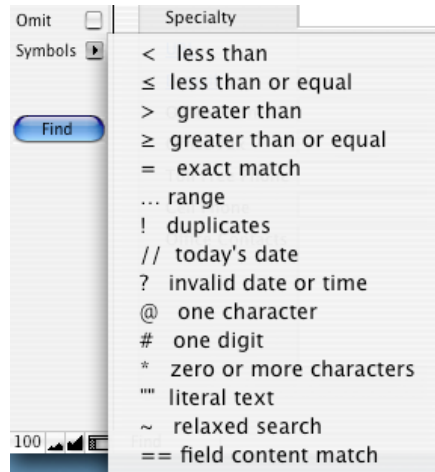 Omit
Specialty
Symbols
< less than
≤ less than or equal
> greater than
Find
≥ greater than or equal
= exact match
... range
! duplicates
// today's date
? invalid date or time
@ one character
# one digit
* zero or more characters
"" literal text
~ relaxed search
100
== field content match